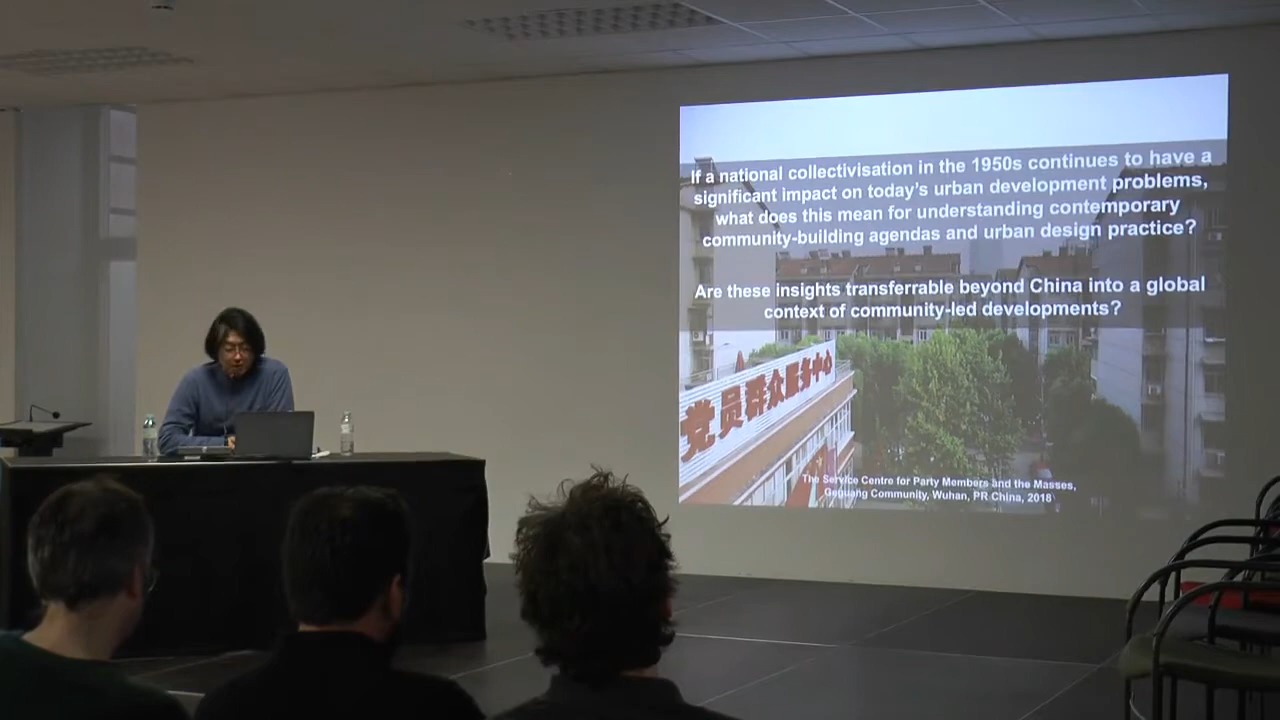 If a national collectivisation in the 1950s continues to have a
significant impact on today's urban development problems,
what does this mean for understanding contemporary
community-building agendas and urban design practice?
Are these insights transferrable beyond China into a global
context of community-led developments?
党员群众服务中心
The Service Centre for Party Members and the Masses,
Geguang Community, Wuhan, PR China, 2018